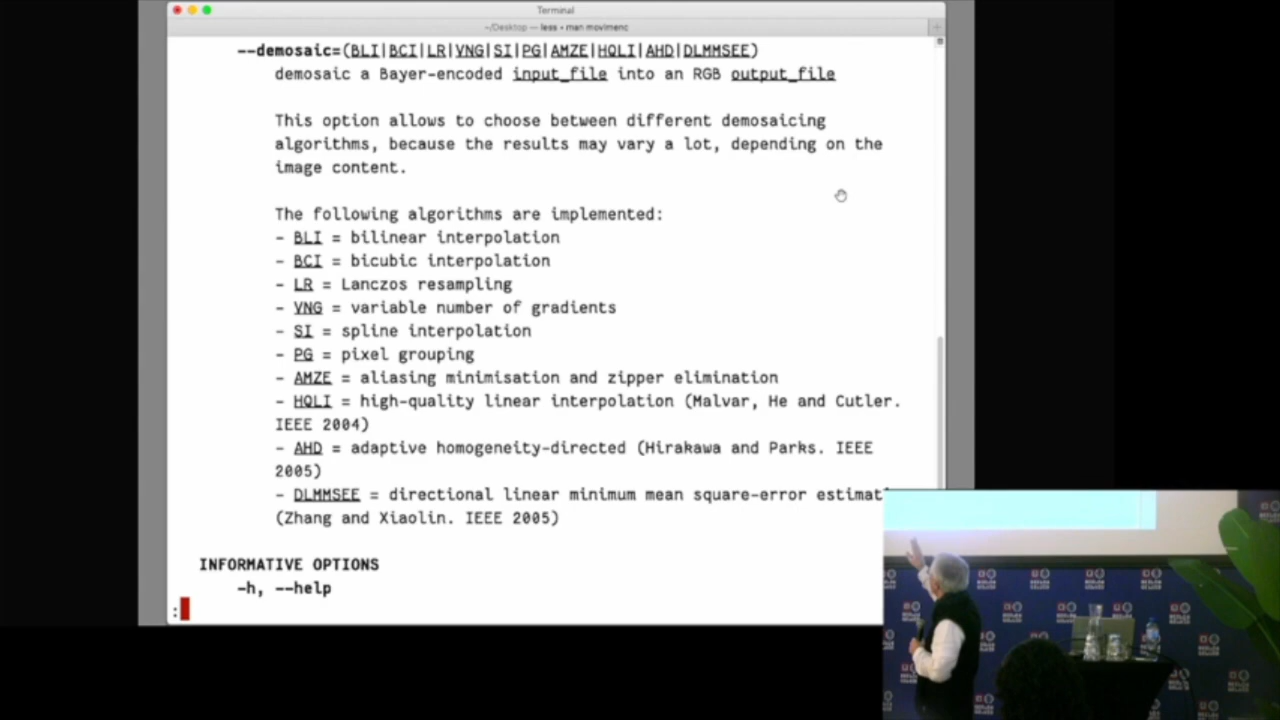 Terminal
~/Desktop — less ◂ man movimenc
--demosaic=(BLI|BCI|LR|VNG|SI|PG|AMZE|HQLI|AHD|DLMMSEE)
demosaic a Bayer-encoded input_file into an RGB output_file
This option allows to choose between different demosaicing
algorithms, because the results may vary a lot, depending on the
image content.
The following algorithms are implemented:
- BLI = bilinear interpolation
- BCI = bicubic interpolation
- LR = Lanczos resampling
- VNG = variable number of gradients
- SI = spline interpolation
- PG = pixel grouping
- AMZE = aliasing minimisation and zipper elimination
- HQLI = high-quality linear interpolation (Malvar, He and Cutler.
IEEE 2004)
- AHD = adaptive homogeneity-directed (Hirakawa and Parks. IEEE
2005)
- DLMMSEE = directional linear minimum mean square-error estimat
(Zhang and Xiaolin. IEEE 2005)
INFORMATIVE OPTIONS
-h, --help
: